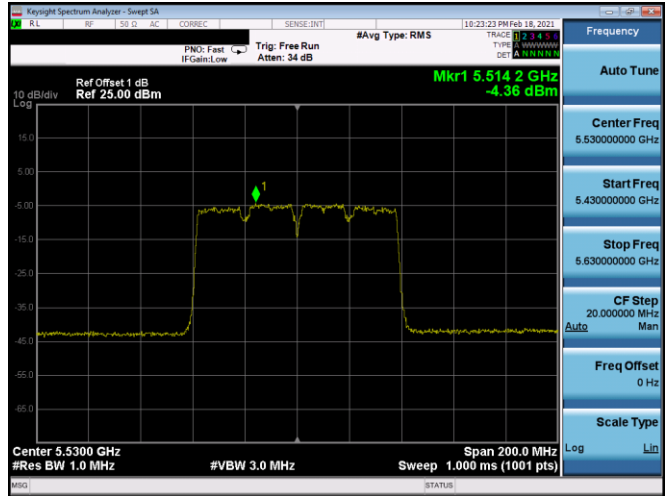 Keysight Spectrum Analyzer - Swept SA
RL RF 50 Ω AC CORREC SENSE:INT 10:23:23 PM Feb 18, 2021
#Avg Type: RMS
TRACE 1 2 3 4 5 6
TYPE A WWWWW
DET A N N N N N
PNO: Fast
IFGain:Low
Trig: Free Run
Atten: 34 dB
Mkr1 5.514 2 GHz
-4.36 dBm
Ref Offset 1 dB
Ref 25.00 dBm
10 dB/div
Log
15.0
5.00
-5.00
-15.0
-25.0
-35.0
-45.0
-55.0
-65.0
1
Center 5.5300 GHz
#Res BW 1.0 MHz
#VBW 3.0 MHz
Span 200.0 MHz
Sweep 1.000 ms (1001 pts)
MSG
STATUS
Frequency
Auto Tune
Center Freq
5.530000000 GHz
Start Freq
5.430000000 GHz
Stop Freq
5.630000000 GHz
CF Step
20.000000 MHz
Auto Man
Freq Offset
0 Hz
Scale Type
Log Lin